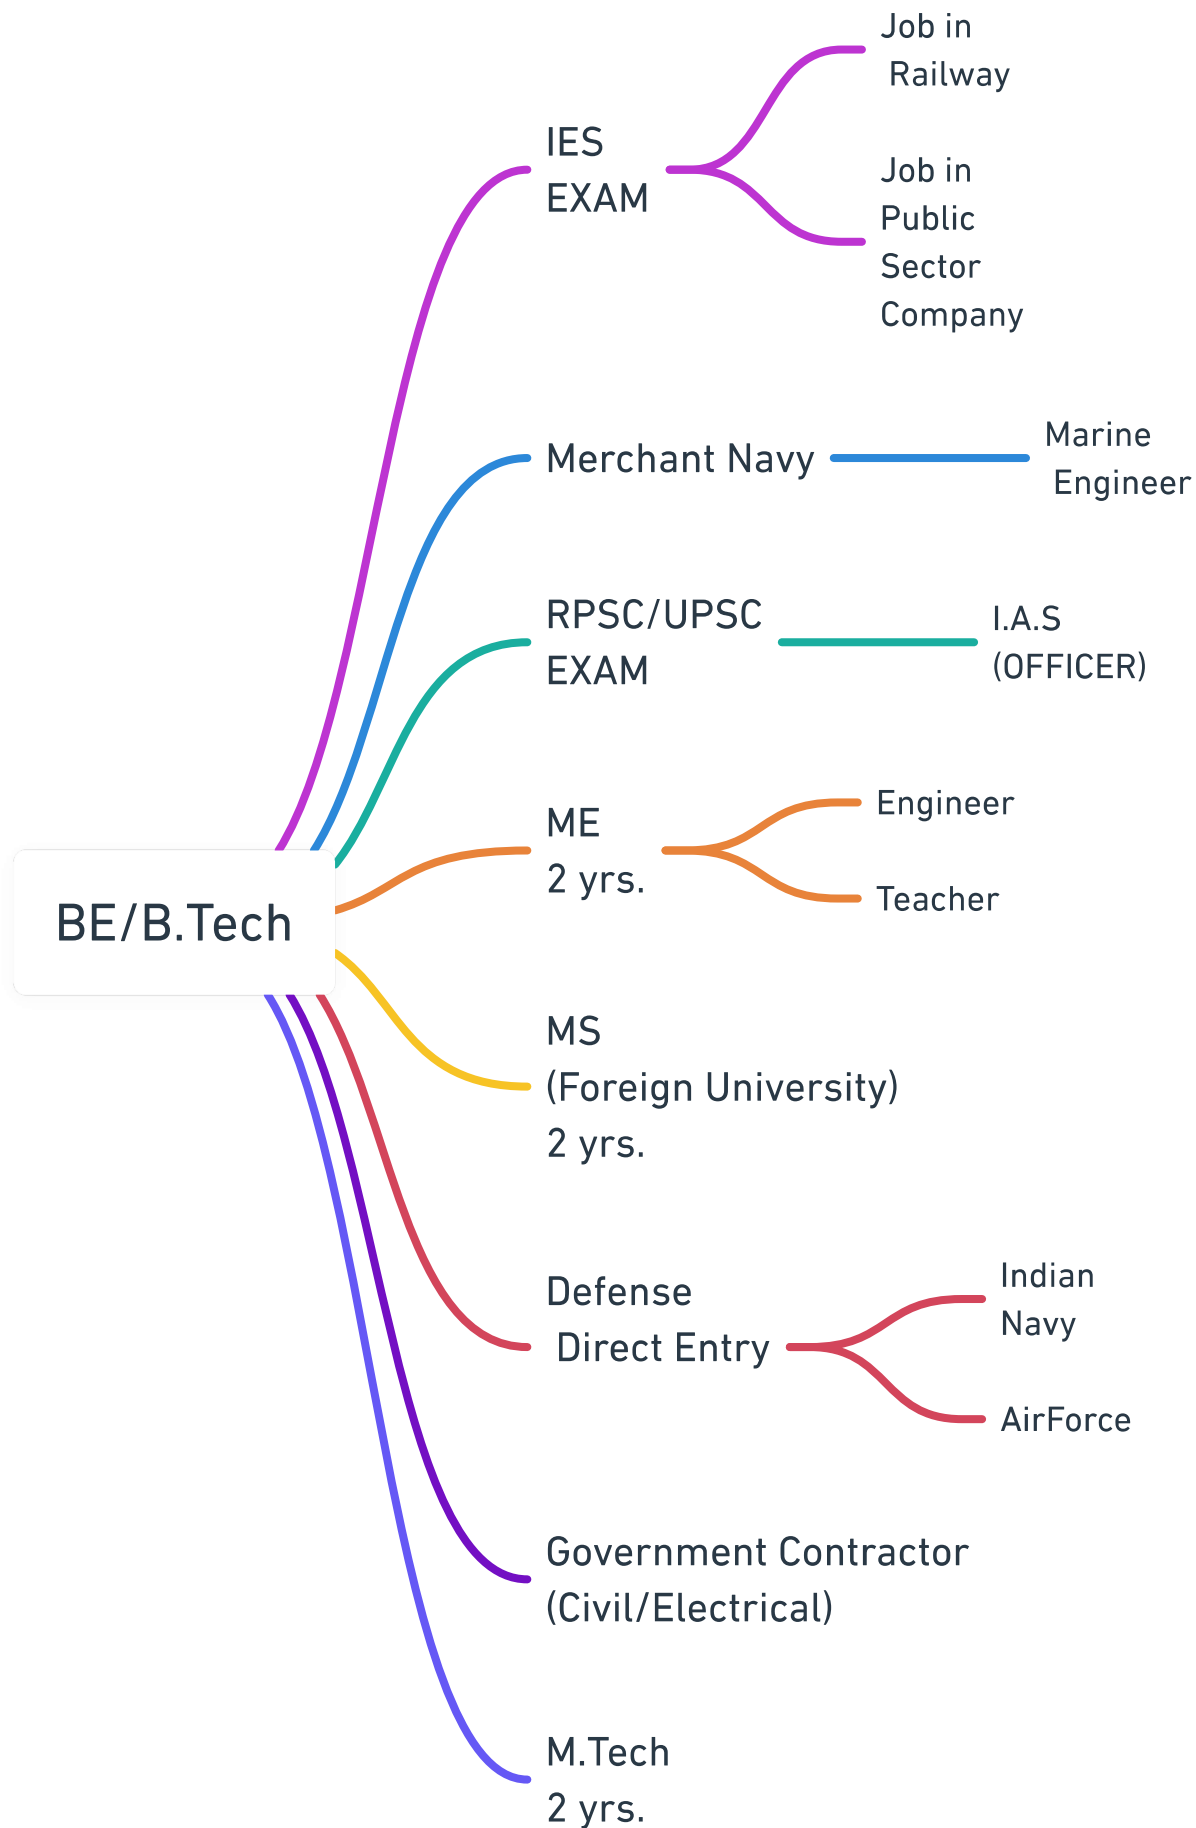 BE/B.Tech
IES
EXAM
Job in
Railway
Job in
Public
Sector
Company
Merchant Navy
Marine
Engineer
RPSC/UPSC
EXAM
I.A.S
(OFFICER)
ME
2 yrs.
Engineer
Teacher
MS
(Foreign University)
2 yrs.
Defense
Direct Entry
Indian
Navy
AirForce
Government Contractor
(Civil/Electrical)
M.Tech
2 yrs.